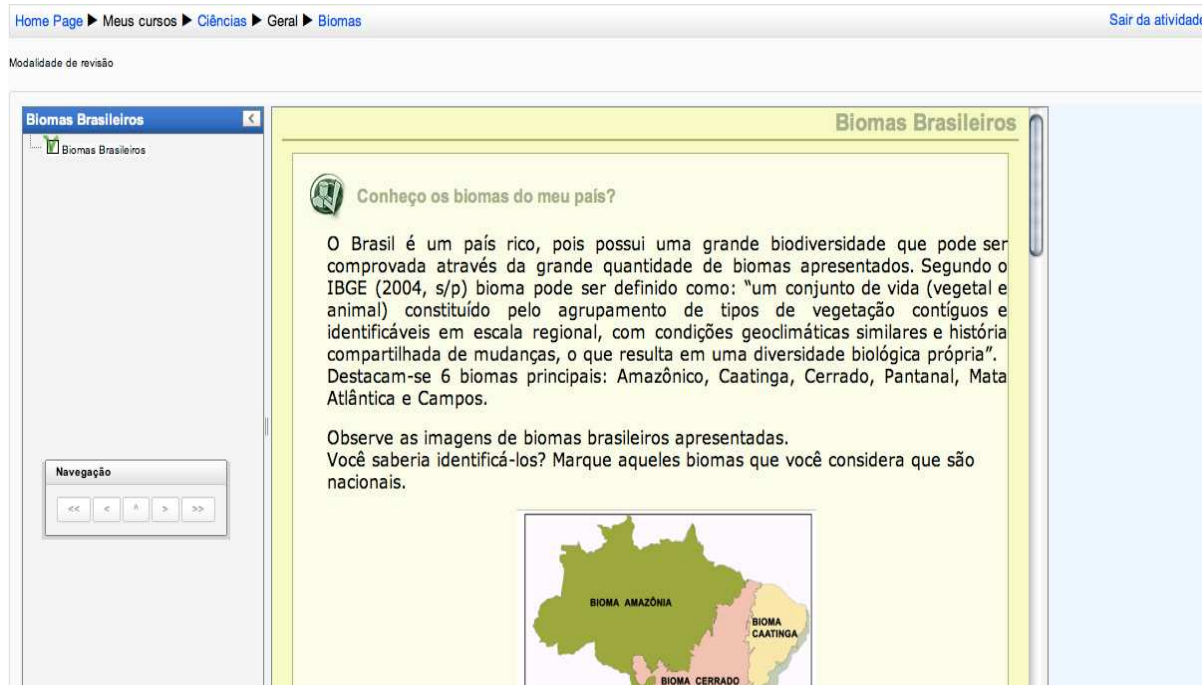 Home Page ▶ Meus cursos ▶ Ciências ▶ Geral ▶ Biomas
Sair da atividade
Modalidade de revisão
Biomas Brasileiros
<
Biomas Brasileiros
Navegação
<< < ^ > >>
Biomas Brasileiros
Conheço os biomas do meu país?
O Brasil é um país rico, pois possui uma grande biodiversidade que pode ser
comprovada através da grande quantidade de biomas apresentados. Segundo o
IBGE (2004, s/p) bioma pode ser definido como: “um conjunto de vida (vegetal e
animal) constituído pelo agrupamento de tipos de vegetação contíguos e
identificáveis em escala regional, com condições geoclimáticas similares e história
compartilhada de mudanças, o que resulta em uma diversidade biológica própria”.
Destacam-se 6 biomas principais: Amazônico, Caatinga, Cerrado, Pantanal, Mata
Atlântica e Campos.
Observe as imagens de biomas brasileiros apresentadas.
Você saberia identificá-los? Marque aqueles biomas que você considera que são
nacionais.
BIOMA AMAZÔNIA
BIOMA
CAATINGA
BIOMA CERRADO